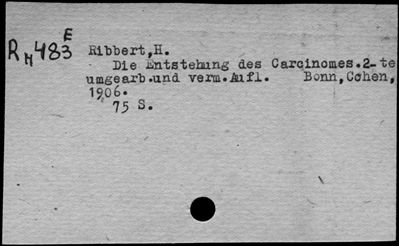 E
R H 483
Ribbert,H.
Die Entstehung des Carcinomes.2-te
umgearb.und verm.Aufl. Bonn,Cohen,
1906.
75 S.